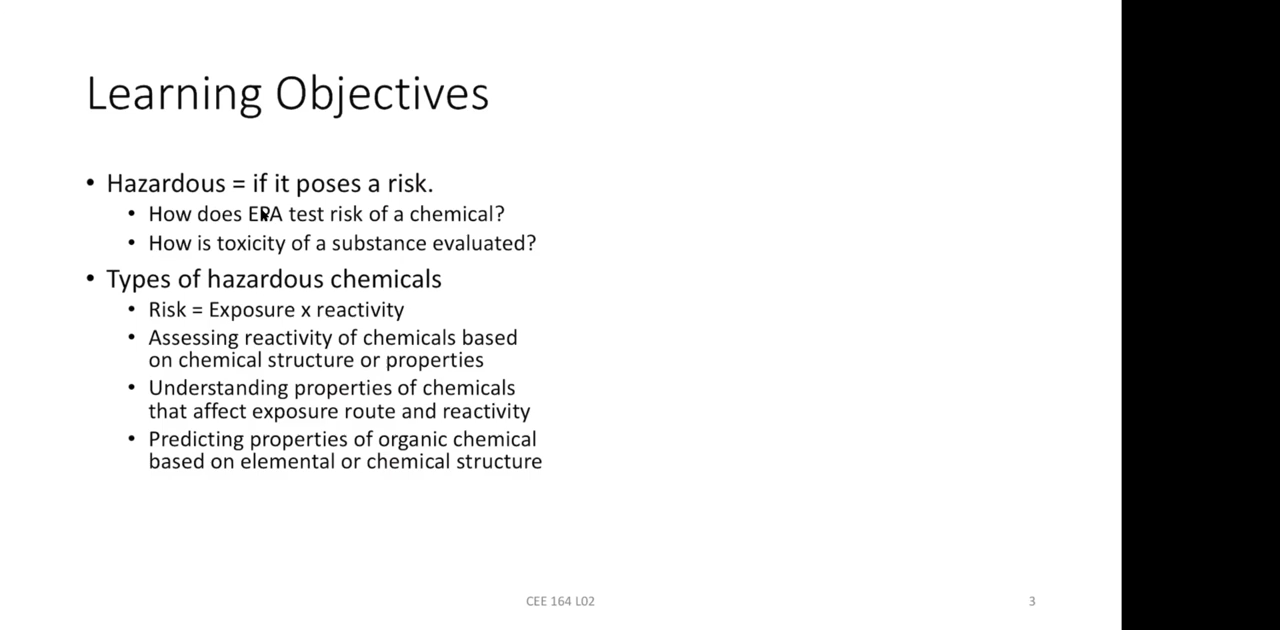 Learning Objectives
• Hazardous = if it poses a risk.
• How does EPA test risk of a chemical?
• How is toxicity of a substance evaluated?
• Types of hazardous chemicals
• Risk = Exposure x reactivity
• Assessing reactivity of chemicals based
on chemical structure or properties
• Understanding properties of chemicals
that affect exposure route and reactivity
• Predicting properties of organic chemical
based on elemental or chemical structure
CEE 164 L02
3